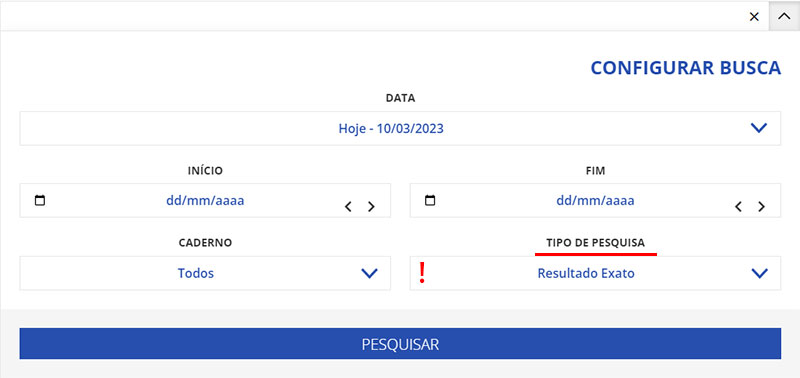 CONFIGURAR BUSCA
DATA
Hoje - 10/03/2023
INÍCIO
FIM
dd/mm/aaaa
dd/mm/aaaa
CADERNO
TIPO DE PESQUISA
Todos
! Resultado Exato
PESQUISAR